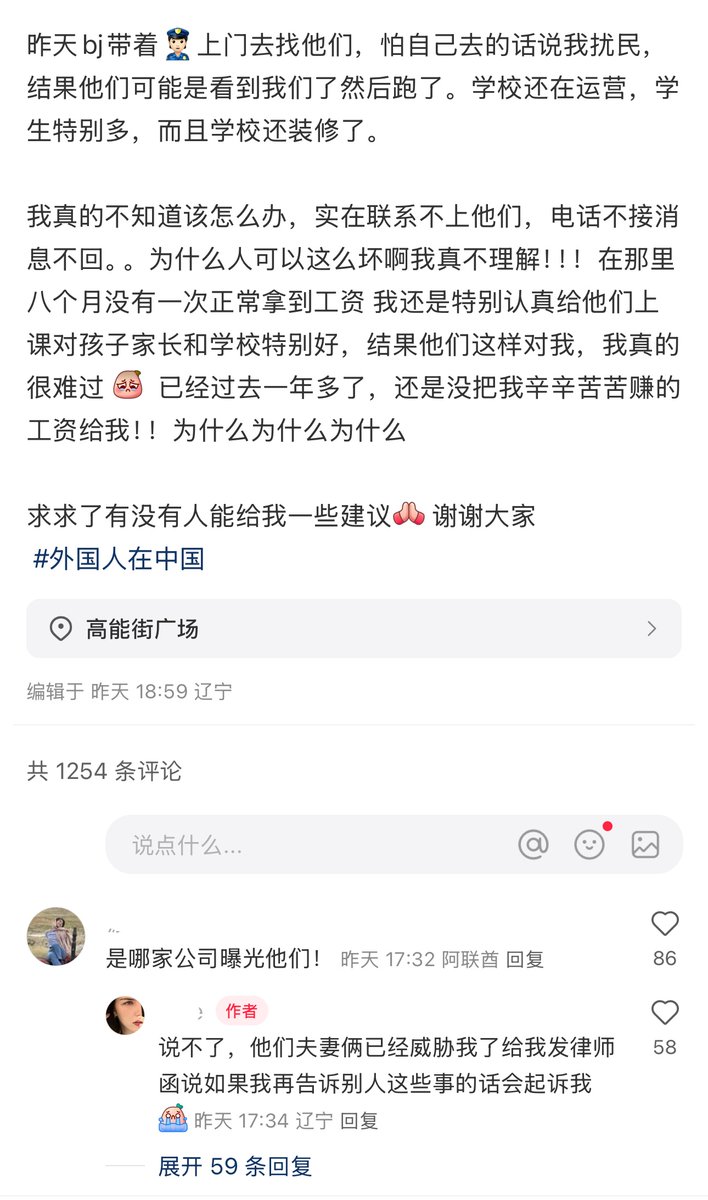 昨天bj带着👮🏻上门去找他们，怕自己去的话说我扰民，
结果他们可能是看到我们了然后跑了。学校还在运营，学
生特别多，而且学校还装修了。
我真的不知道该怎么办，实在联系不上他们，电话不接消
息不回。。为什么人可以这么坏啊我真不理解！！！在那里
八个月没有一次正常拿到工资 我还是特别认真给他们上
课对孩子家长和学校特别好，结果他们这样对我，我真的
很难过 已经过去一年多了，还是没把我辛辛苦苦赚的
工资给我！！为什么为什么为什么
求求了有没有人能给我一些建议🙏🏻 谢谢大家
#外国人在中国
高能街广场
编辑于 昨天 18:59 辽宁
共 1254 条评论
说点什么...
是哪家公司曝光他们！ 昨天 17:32 阿联酋 回复
86
作者
说不了，他们夫妻俩已经威胁我了给我发律师
函说如果我再告诉别人这些事的话会起诉我
昨天 17:34 辽宁 回复
58
展开 59 条回复